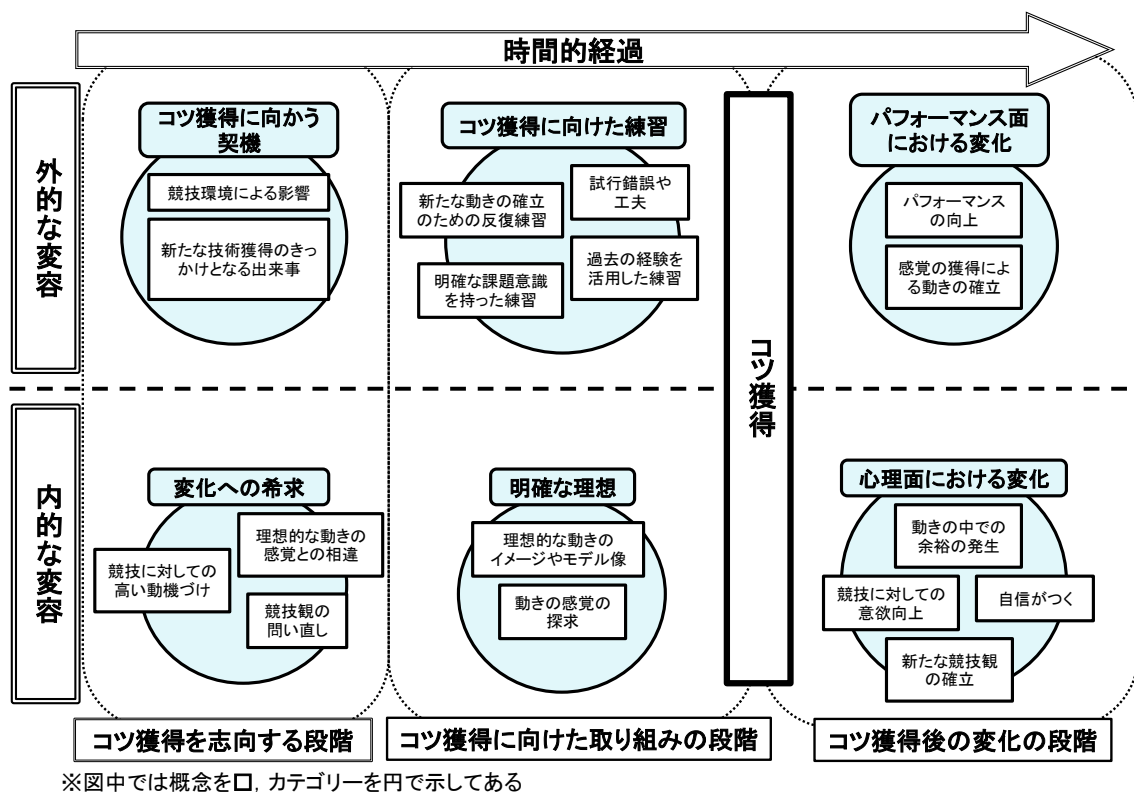 時間的経過
外的な変容
コツ獲得に向かう
契機
競技環境による影響
新たな技術獲得のきっ
かけとなる出来事
コツ獲得に向けた練習
新たな動きの確立
のための反復練習
試行錯誤や
工夫
明確な課題意識
を持った練習
過去の経験を
活用した練習
コツ獲得
パフォーマンス面
における変化
パフォーマンス
の向上
感覚の獲得によ
る動きの確立
内的な変容
変化への希求
理想的な動きの
感覚との相違
競技に対しての
高い動機づけ
競技観の
問い直し
明確な理想
理想的な動きの
イメージやモデル像
動きの感覚の
探求
心理面における変化
動きの中での
余裕の発生
競技に対しての
意欲向上
自信がつく
新たな競技観
の確立
コツ獲得を志向する段階
コツ獲得に向けた取り組みの段階
コツ獲得後の変化の段階
※図中では概念を□, カテゴリーを円で示してある